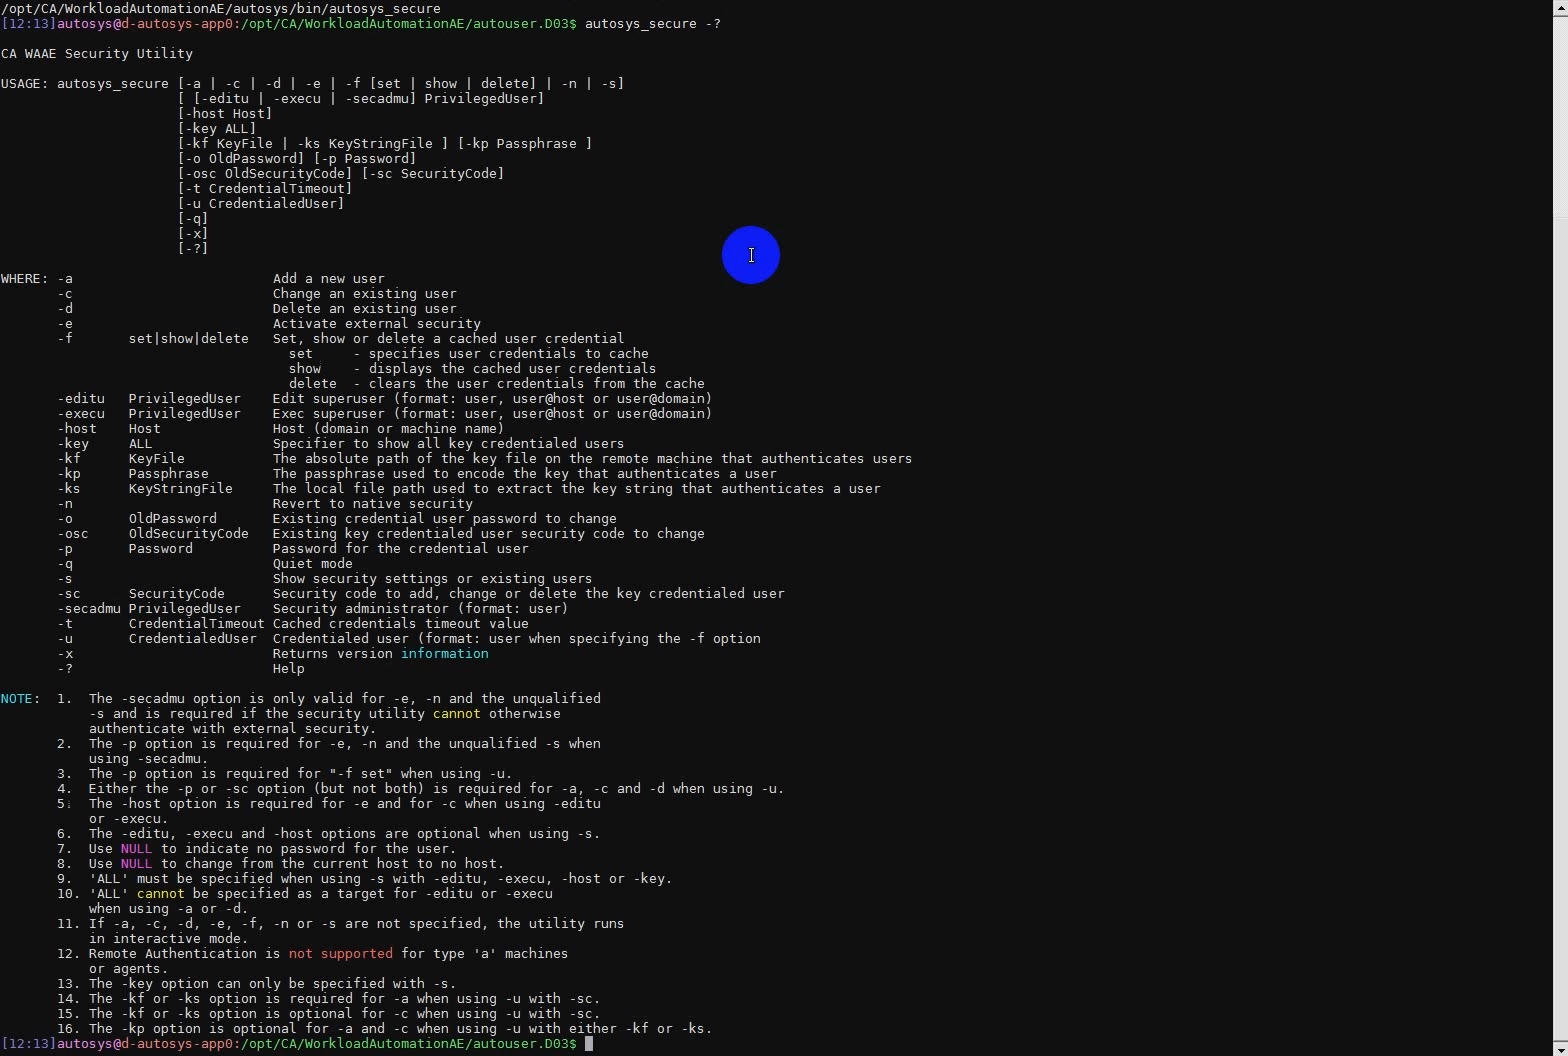 /opt/CA/WorkloadAutomationAE/autosys/bin/autosys_secure
[12:13]autosys@d-autosys-app0:/opt/CA/WorkloadAutomationAE/autouser.D03$ autosys_secure -?
CA WAAE Security Utility
USAGE: autosys_secure [-a | -c | -d | -e | -f [set | show | delete] | -n | -s]
[ [-editu | -execu | -secadmu] PrivilegedUser]
[-host Host]
[-key ALL]
[-kf KeyFile | -ks KeyStringFile ] [-kp Passphrase ]
[-o OldPassword] [-p Password]
[-osc OldSecurityCode] [-sc SecurityCode]
[-t CredentialTimeout]
[-u CredentialedUser]
[-q]
[-x]
[-?]
WHERE: -a Add a new user
-c Change an existing user
-d Delete an existing user
-e Activate external security
-f set|show|delete Set, show or delete a cached user credential
set - specifies user credentials to cache
show - displays the cached user credentials
delete - clears the user credentials from the cache
-editu PrivilegedUser Edit superuser (format: user, user@host or user@domain)
-execu PrivilegedUser Exec superuser (format: user, user@host or user@domain)
-host Host Host (domain or machine name)
-key ALL Specifier to show all key credentialed users
-kf KeyFile The absolute path of the key file on the remote machine that authenticates users
-kp Passphrase The passphrase used to encode the key that authenticates a user
-ks KeyStringFile The local file path used to extract the key string that authenticates a user
-n Revert to native security
-o OldPassword Existing credential user password to change
-osc OldSecurityCode Existing key credentialed user security code to change
-p Password Password for the credential user
-q Quiet mode
-s Show security settings or existing users
-sc SecurityCode Security code to add, change or delete the key credentialed user
-secadmu PrivilegedUser Security administrator (format: user)
-t CredentialTimeout Cached credentials timeout value
-u CredentialedUser Credentialed user (format: user when specifying the -f option
-x Returns version information
-? Help
NOTE: 1. The -secadmu option is only valid for -e, -n and the unqualified
-s and is required if the security utility cannot otherwise
authenticate with external security.
2. The -p option is required for -e, -n and the unqualified -s when
using -secadmu.
3. The -p option is required for "-f set" when using -u.
4. Either the -p or -sc option (but not both) is required for -a, -c and -d when using -u.
5. The -host option is required for -e and for -c when using -editu
or -execu.
6. The -editu, -execu and -host options are optional when using -s.
7. Use NULL to indicate no password for the user.
8. Use NULL to change from the current host to no host.
9. 'ALL' must be specified when using -s with -editu, -execu, -host or -key.
10. 'ALL' cannot be specified as a target for -editu or -execu
when using -a or -d.
11. If -a, -c, -d, -e, -f, -n or -s are not specified, the utility runs
in interactive mode.
12. Remote Authentication is not supported for type 'a' machines
or agents.
13. The -key option can only be specified with -s.
14. The -kf or -ks option is required for -a when using -u with -sc.
15. The -kf or -ks option is optional for -c when using -u with -sc.
16. The -kp option is optional for -a and -c when using -u with either -kf or -ks.
[12:13]autosys@d-autosys-app0:/opt/CA/WorkloadAutomationAE/autouser.D03$